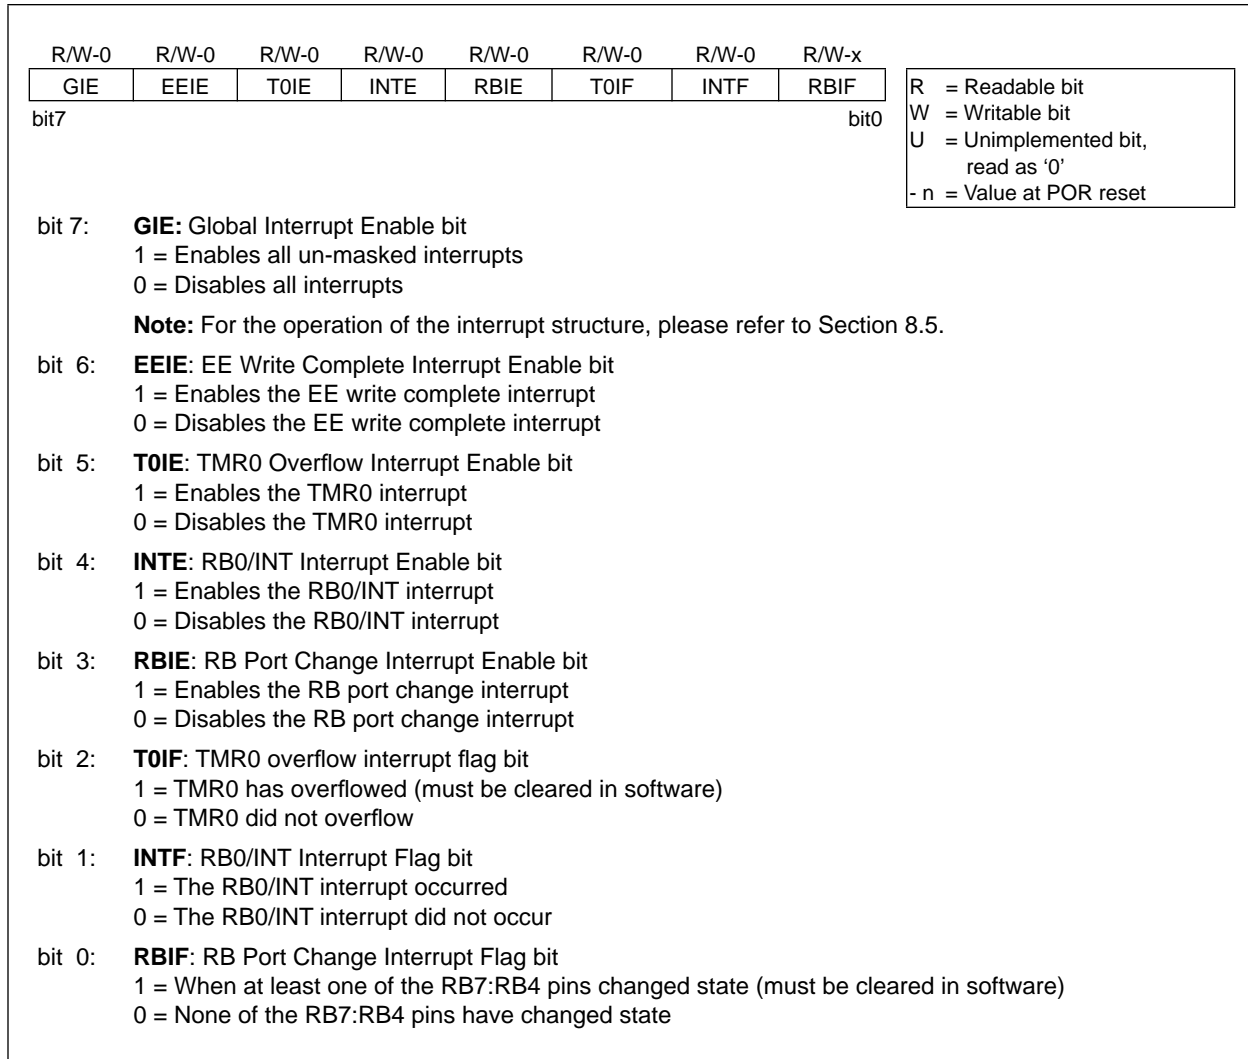 R/W-0 R/W-0 R/W-0 R/W-0 R/W-0 R/W-0 R/W-0 R/W-x
GIE EEIE T0IE INTE RBIE T0IF INTF RBIF
bit7 bit0
R = Readable bit
W = Writable bit
U = Unimplemented bit,
read as ‘0’
- n = Value at POR reset
bit 7: GIE: Global Interrupt Enable bit
1 = Enables all un-masked interrupts
0 = Disables all interrupts
Note: For the operation of the interrupt structure, please refer to Section 8.5.
bit 6: EEIE: EE Write Complete Interrupt Enable bit
1 = Enables the EE write complete interrupt
0 = Disables the EE write complete interrupt
bit 5: T0IE: TMR0 Overflow Interrupt Enable bit
1 = Enables the TMR0 interrupt
0 = Disables the TMR0 interrupt
bit 4: INTE: RB0/INT Interrupt Enable bit
1 = Enables the RB0/INT interrupt
0 = Disables the RB0/INT interrupt
bit 3: RBIE: RB Port Change Interrupt Enable bit
1 = Enables the RB port change interrupt
0 = Disables the RB port change interrupt
bit 2: T0IF: TMR0 overflow interrupt flag bit
1 = TMR0 has overflowed (must be cleared in software)
0 = TMR0 did not overflow
bit 1: INTF: RB0/INT Interrupt Flag bit
1 = The RB0/INT interrupt occurred
0 = The RB0/INT interrupt did not occur
bit 0: RBIF: RB Port Change Interrupt Flag bit
1 = When at least one of the RB7:RB4 pins changed state (must be cleared in software)
0 = None of the RB7:RB4 pins have changed state